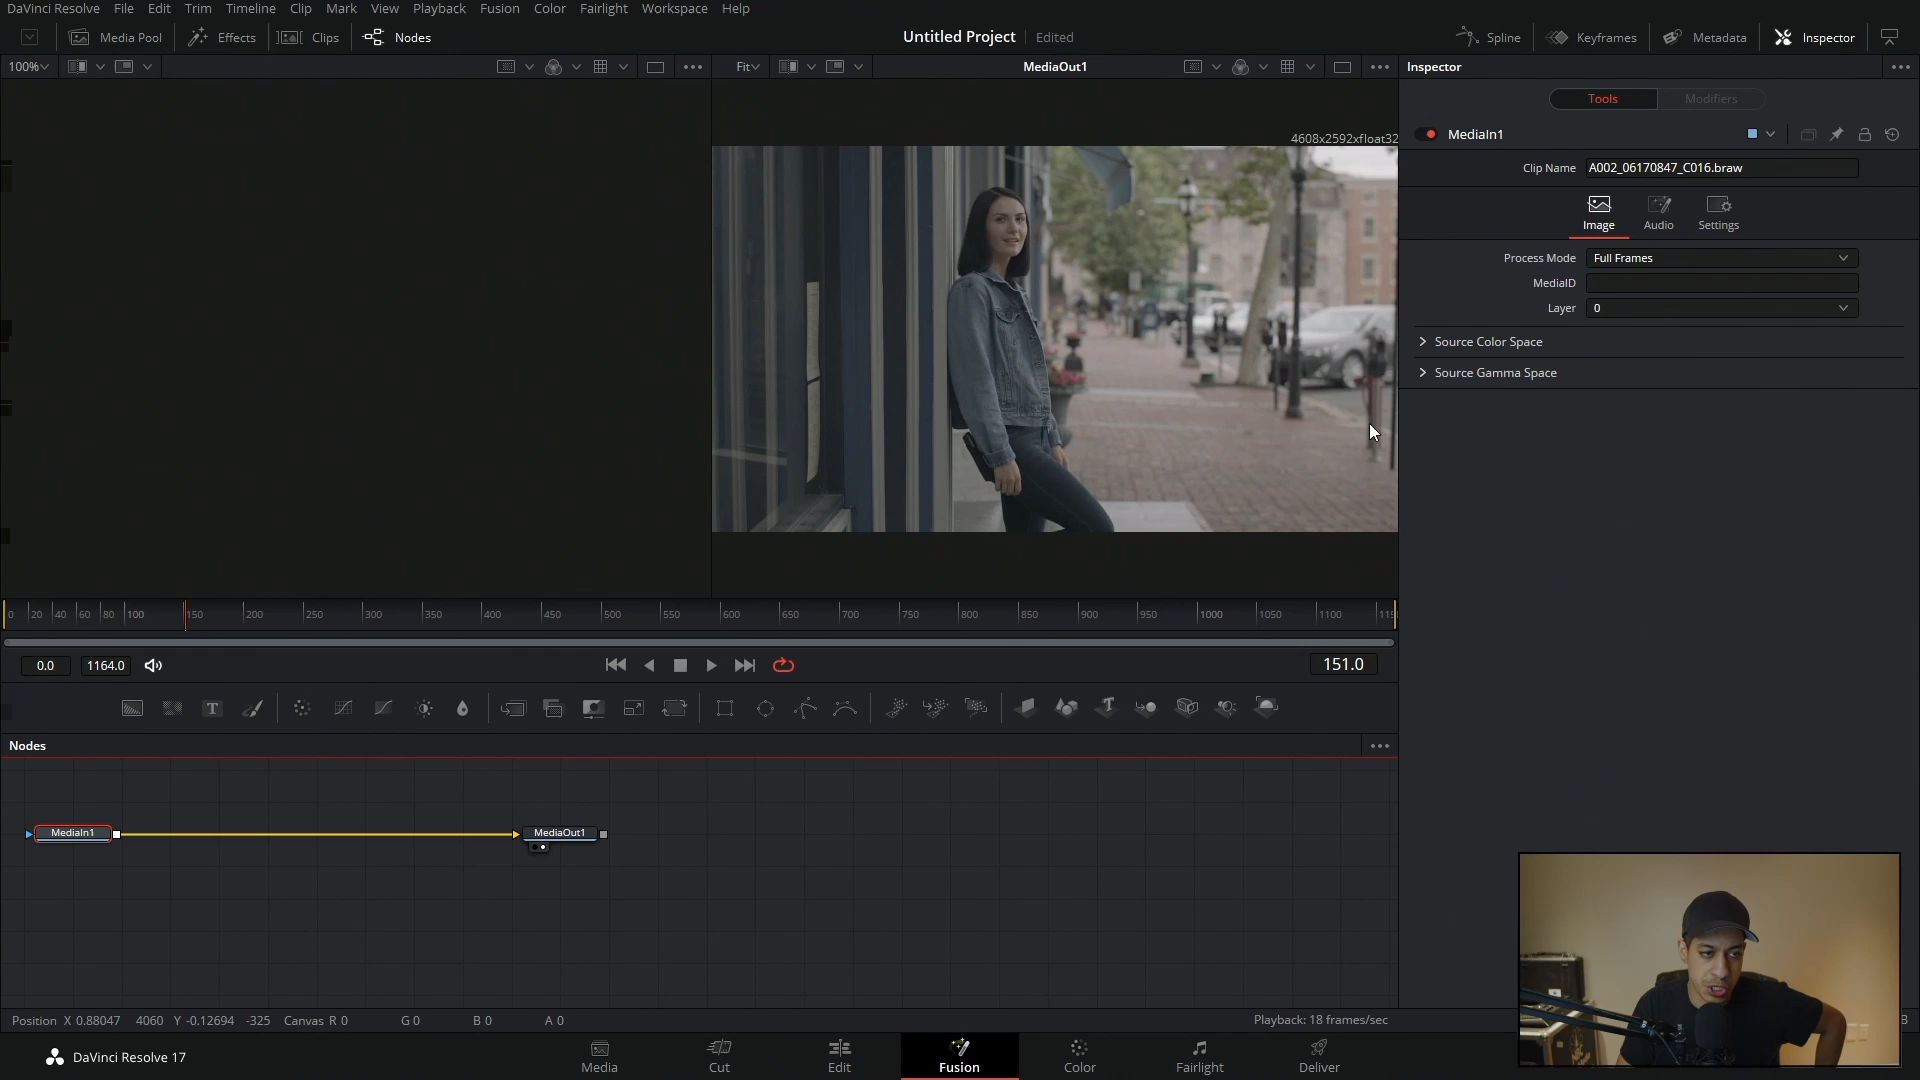 DaVinci Resolve File Edit Trim Timeline Clip Mark View Playback Fusion Color Fairlight Workspace Help
Media Pool Effects Clips Nodes Untitled Project Edited Spline Keyframes Metadata Inspector
100% Fit MediaOut1 Inspector
Tools Modifiers
4608x2592xfloat32
MediaIn1
Clip Name A002_06170847_C016.braw
Image Audio Settings
Process Mode Full Frames
MediaID
Layer 0
Source Color Space
Source Gamma Space
0 20 40 60 80 100 150 200 250 300 350 400 450 500 550 600 650 700 750 800 850 900 950 1000 1050 1100
0.0 1164.0 151.0
T
Nodes
MediaIn1 MediaOut1
Position X 0.88047 4060 Y -0.12694 -325 Canvas R 0 G 0 B 0 A 0 Playback: 18 frames/sec
DaVinci Resolve 17 Media Cut Edit Fusion Color Fairlight Deliver